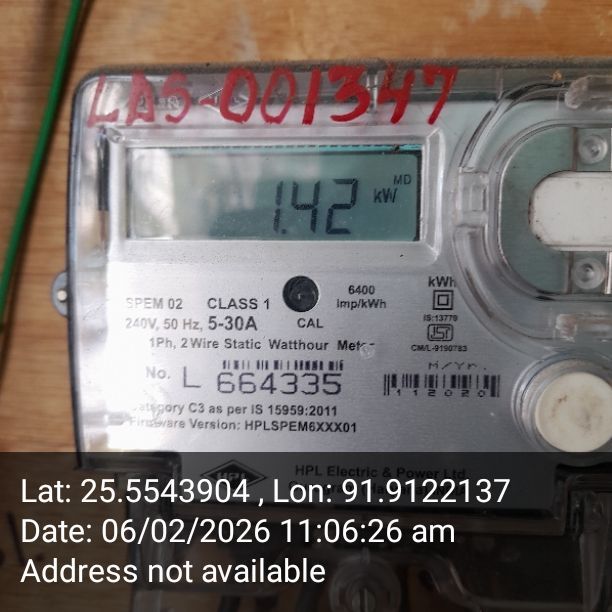 LAS-001347
1.42 kW MD
SPEM 02 CLASS 1 6400 imp/kWh kWh
240V, 50 Hz, 5-30A CAL IS:13779
CM/L-9190783
1Ph, 2 Wire Static Watthour
M/Yr.
No. L 664335
112020
Category C3 as per IS 15959:2011
Firmware Version: HPLSPEM6XXX01
HPL
HPL Electric & Power Ltd
Lat: 25.5543904 , Lon: 91.9122137
Date: 06/02/2026 11:06:26 am
Address not available